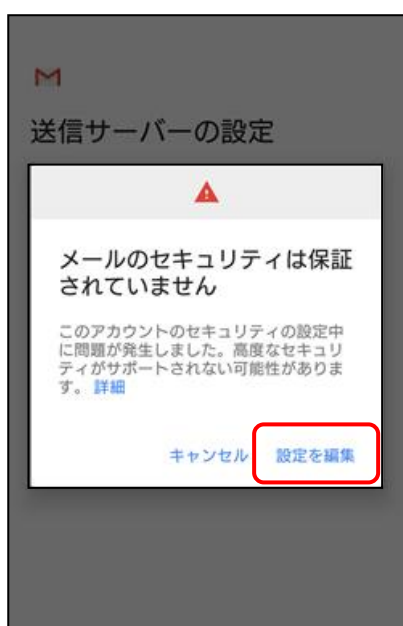 送信サーバーの設定
メールのセキュリティは保証
されていません
このアカウントのセキュリティの設定中
に問題が発生しました。高度なセキュリ
ティがサポートされない可能性がありま
す。 詳細
キャンセル 設定を編集